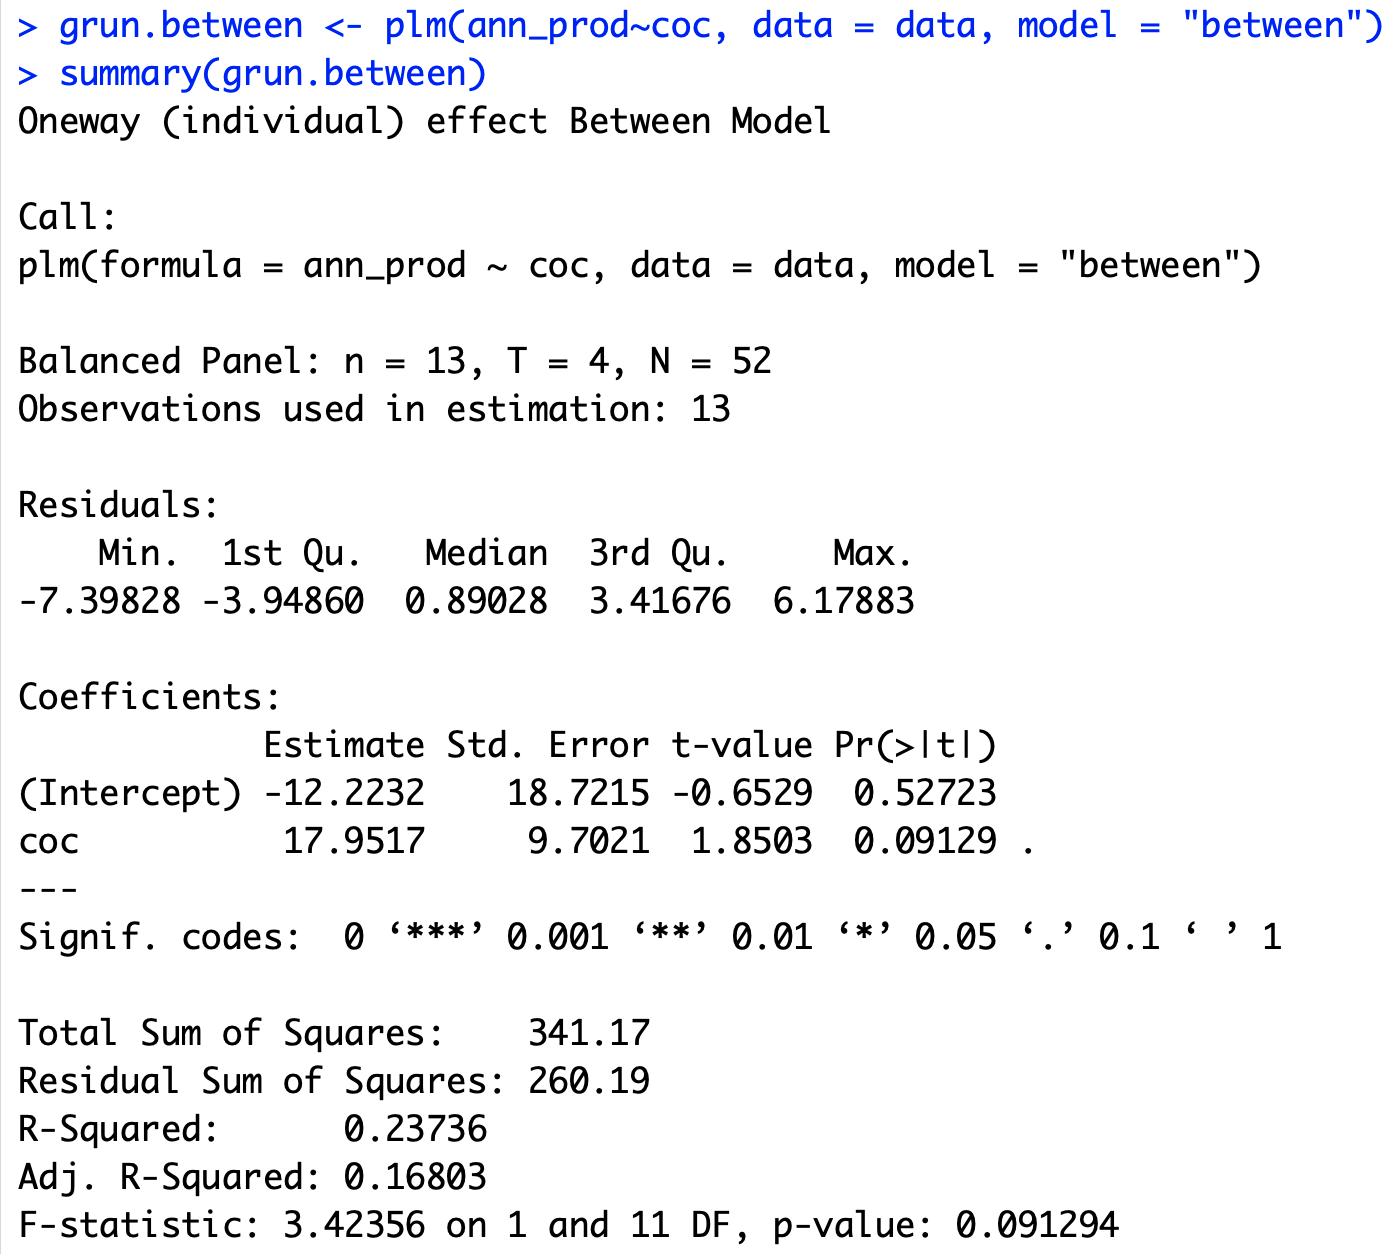 > grun.between <- plm(ann_prod~coc, data = data, model = "between")
> summary(grun.between)
Oneway (individual) effect Between Model

Call:
plm(formula = ann_prod ~ coc, data = data, model = "between")

Balanced Panel: n = 13, T = 4, N = 52
Observations used in estimation: 13

Residuals:
    Min.  1st Qu.   Median  3rd Qu.     Max.
-7.39828 -3.94860  0.89028  3.41676  6.17883

Coefficients:
            Estimate Std. Error t-value Pr(>|t|)
(Intercept) -12.2232    18.7215 -0.6529  0.52723
coc          17.9517     9.7021  1.8503  0.09129 .
---
Signif. codes:  0 ‘***’ 0.001 ‘**’ 0.01 ‘*’ 0.05 ‘.’ 0.1 ‘ ’ 1

Total Sum of Squares:    341.17
Residual Sum of Squares: 260.19
R-Squared:      0.23736
Adj. R-Squared: 0.16803
F-statistic: 3.42356 on 1 and 11 DF, p-value: 0.091294